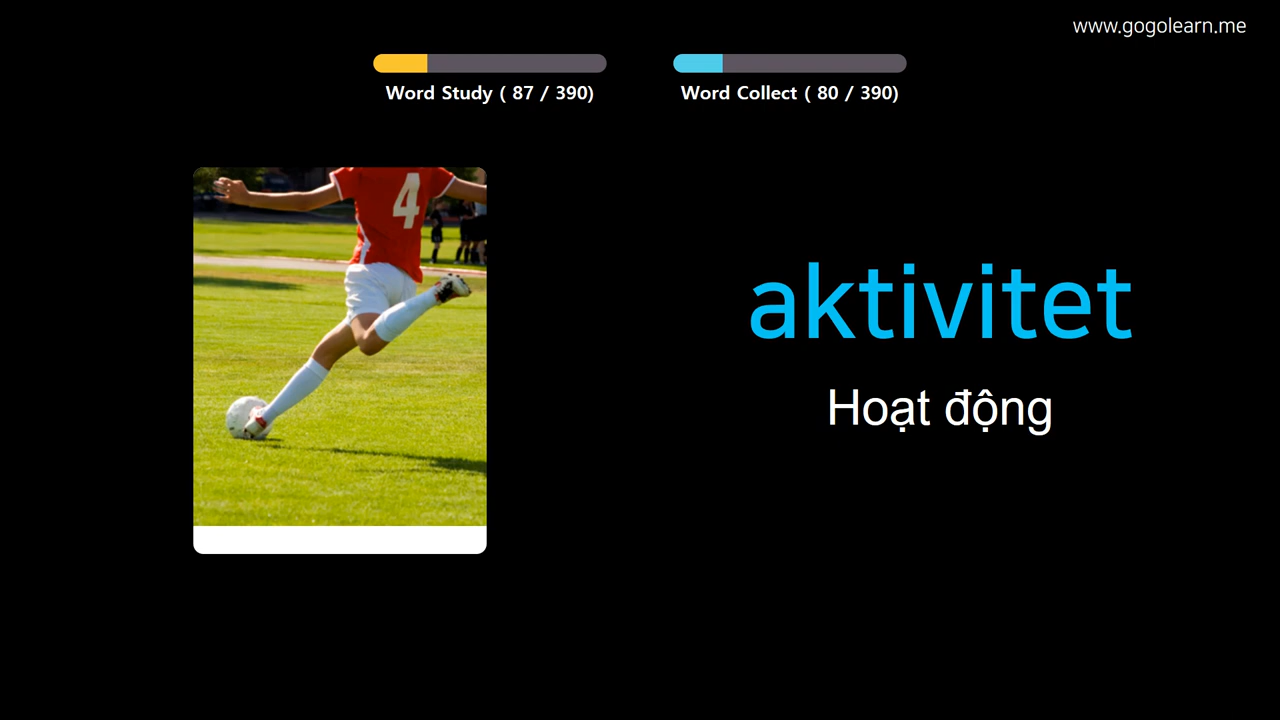 www.gogolearn.me
Word Study ( 87 / 390)
Word Collect ( 80 / 390)
4
aktivitet
Hoạt động